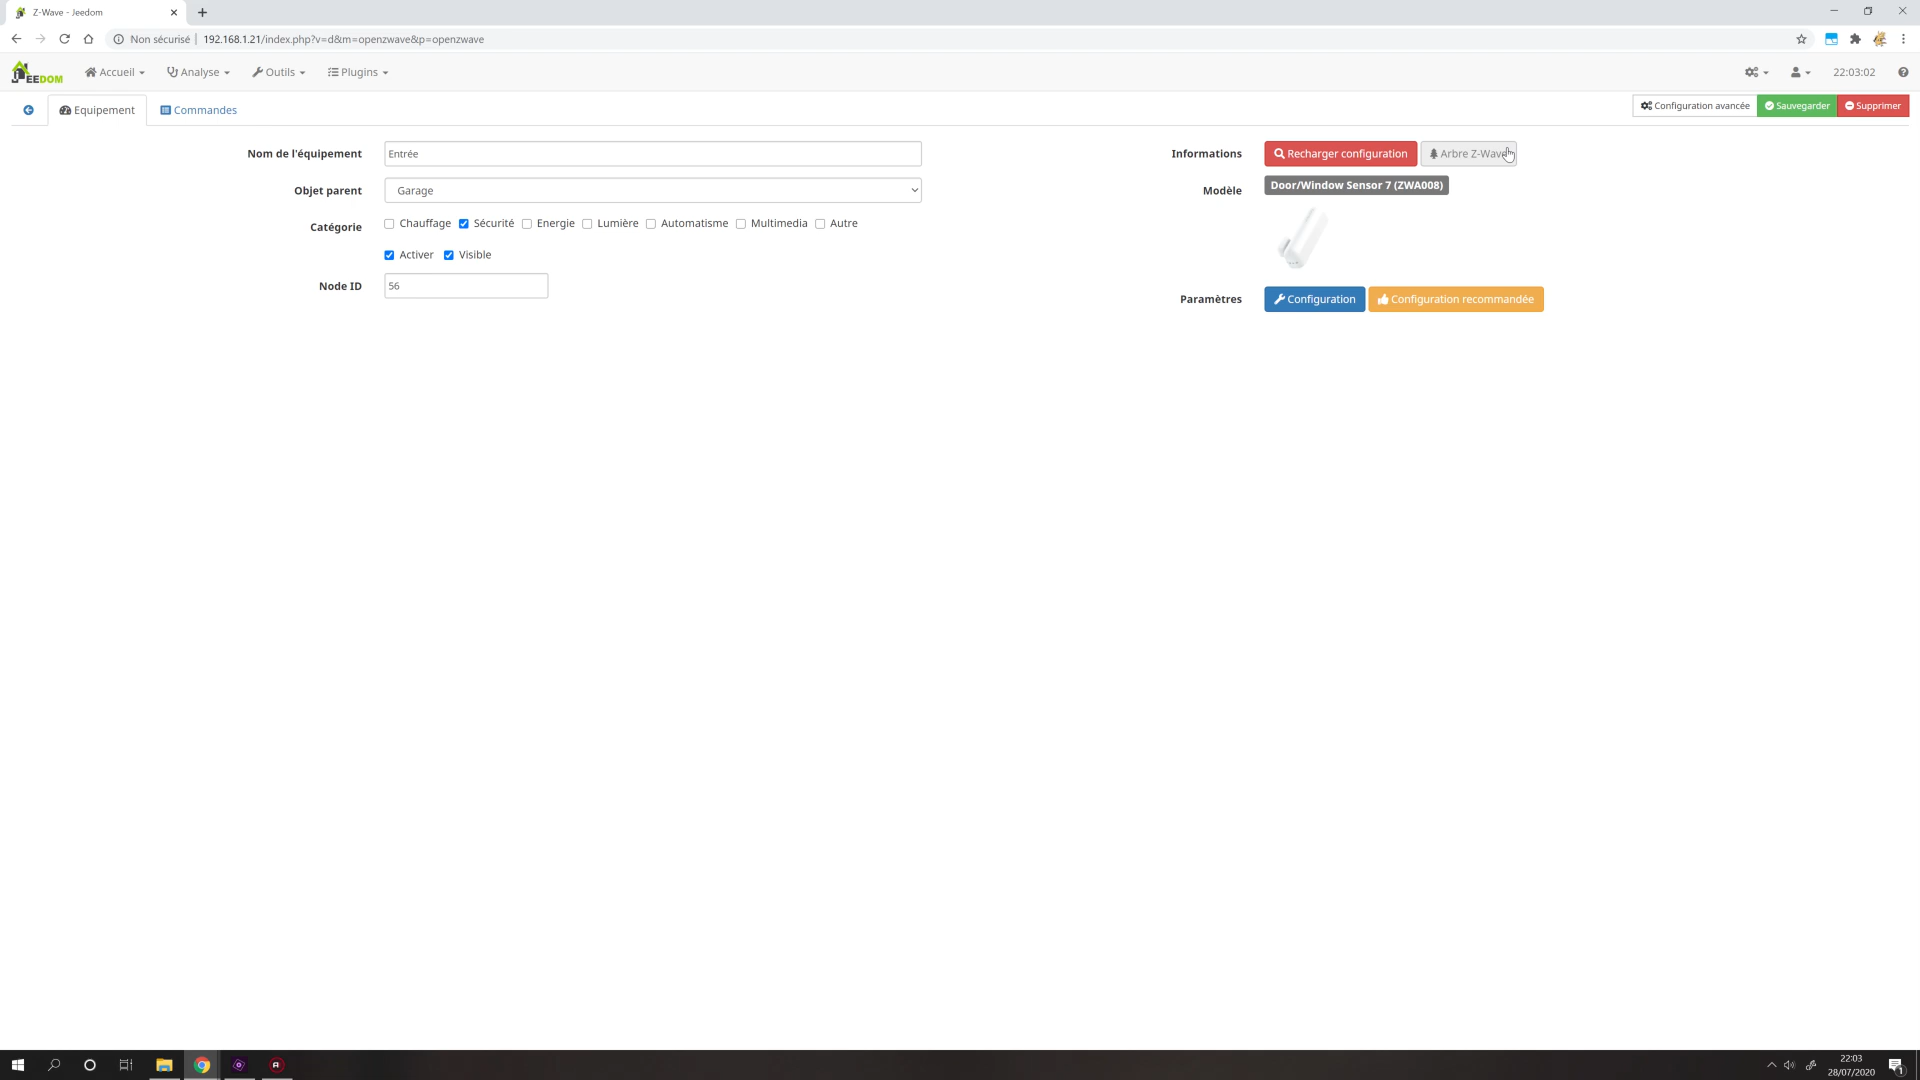 Z-Wave - Jeedom
Non sécurisé | 192.168.1.21/index.php?v=d&m=openzwave&p=openzwave
JEEDOM Accueil Analyse Outils Plugins 22:03:02
Equipement Commandes Configuration avancée Sauvegarder Supprimer
Nom de l'équipement Entrée Informations Recharger configuration Arbre Z-Wave
Objet parent Garage Modèle Door/Window Sensor 7 (ZWA008)
Catégorie Chauffage Sécurité Energie Lumière Automatisme Multimedia Autre
Activer Visible
Node ID 56 Paramètres Configuration Configuration recommandée
22:03
28/07/2020
1